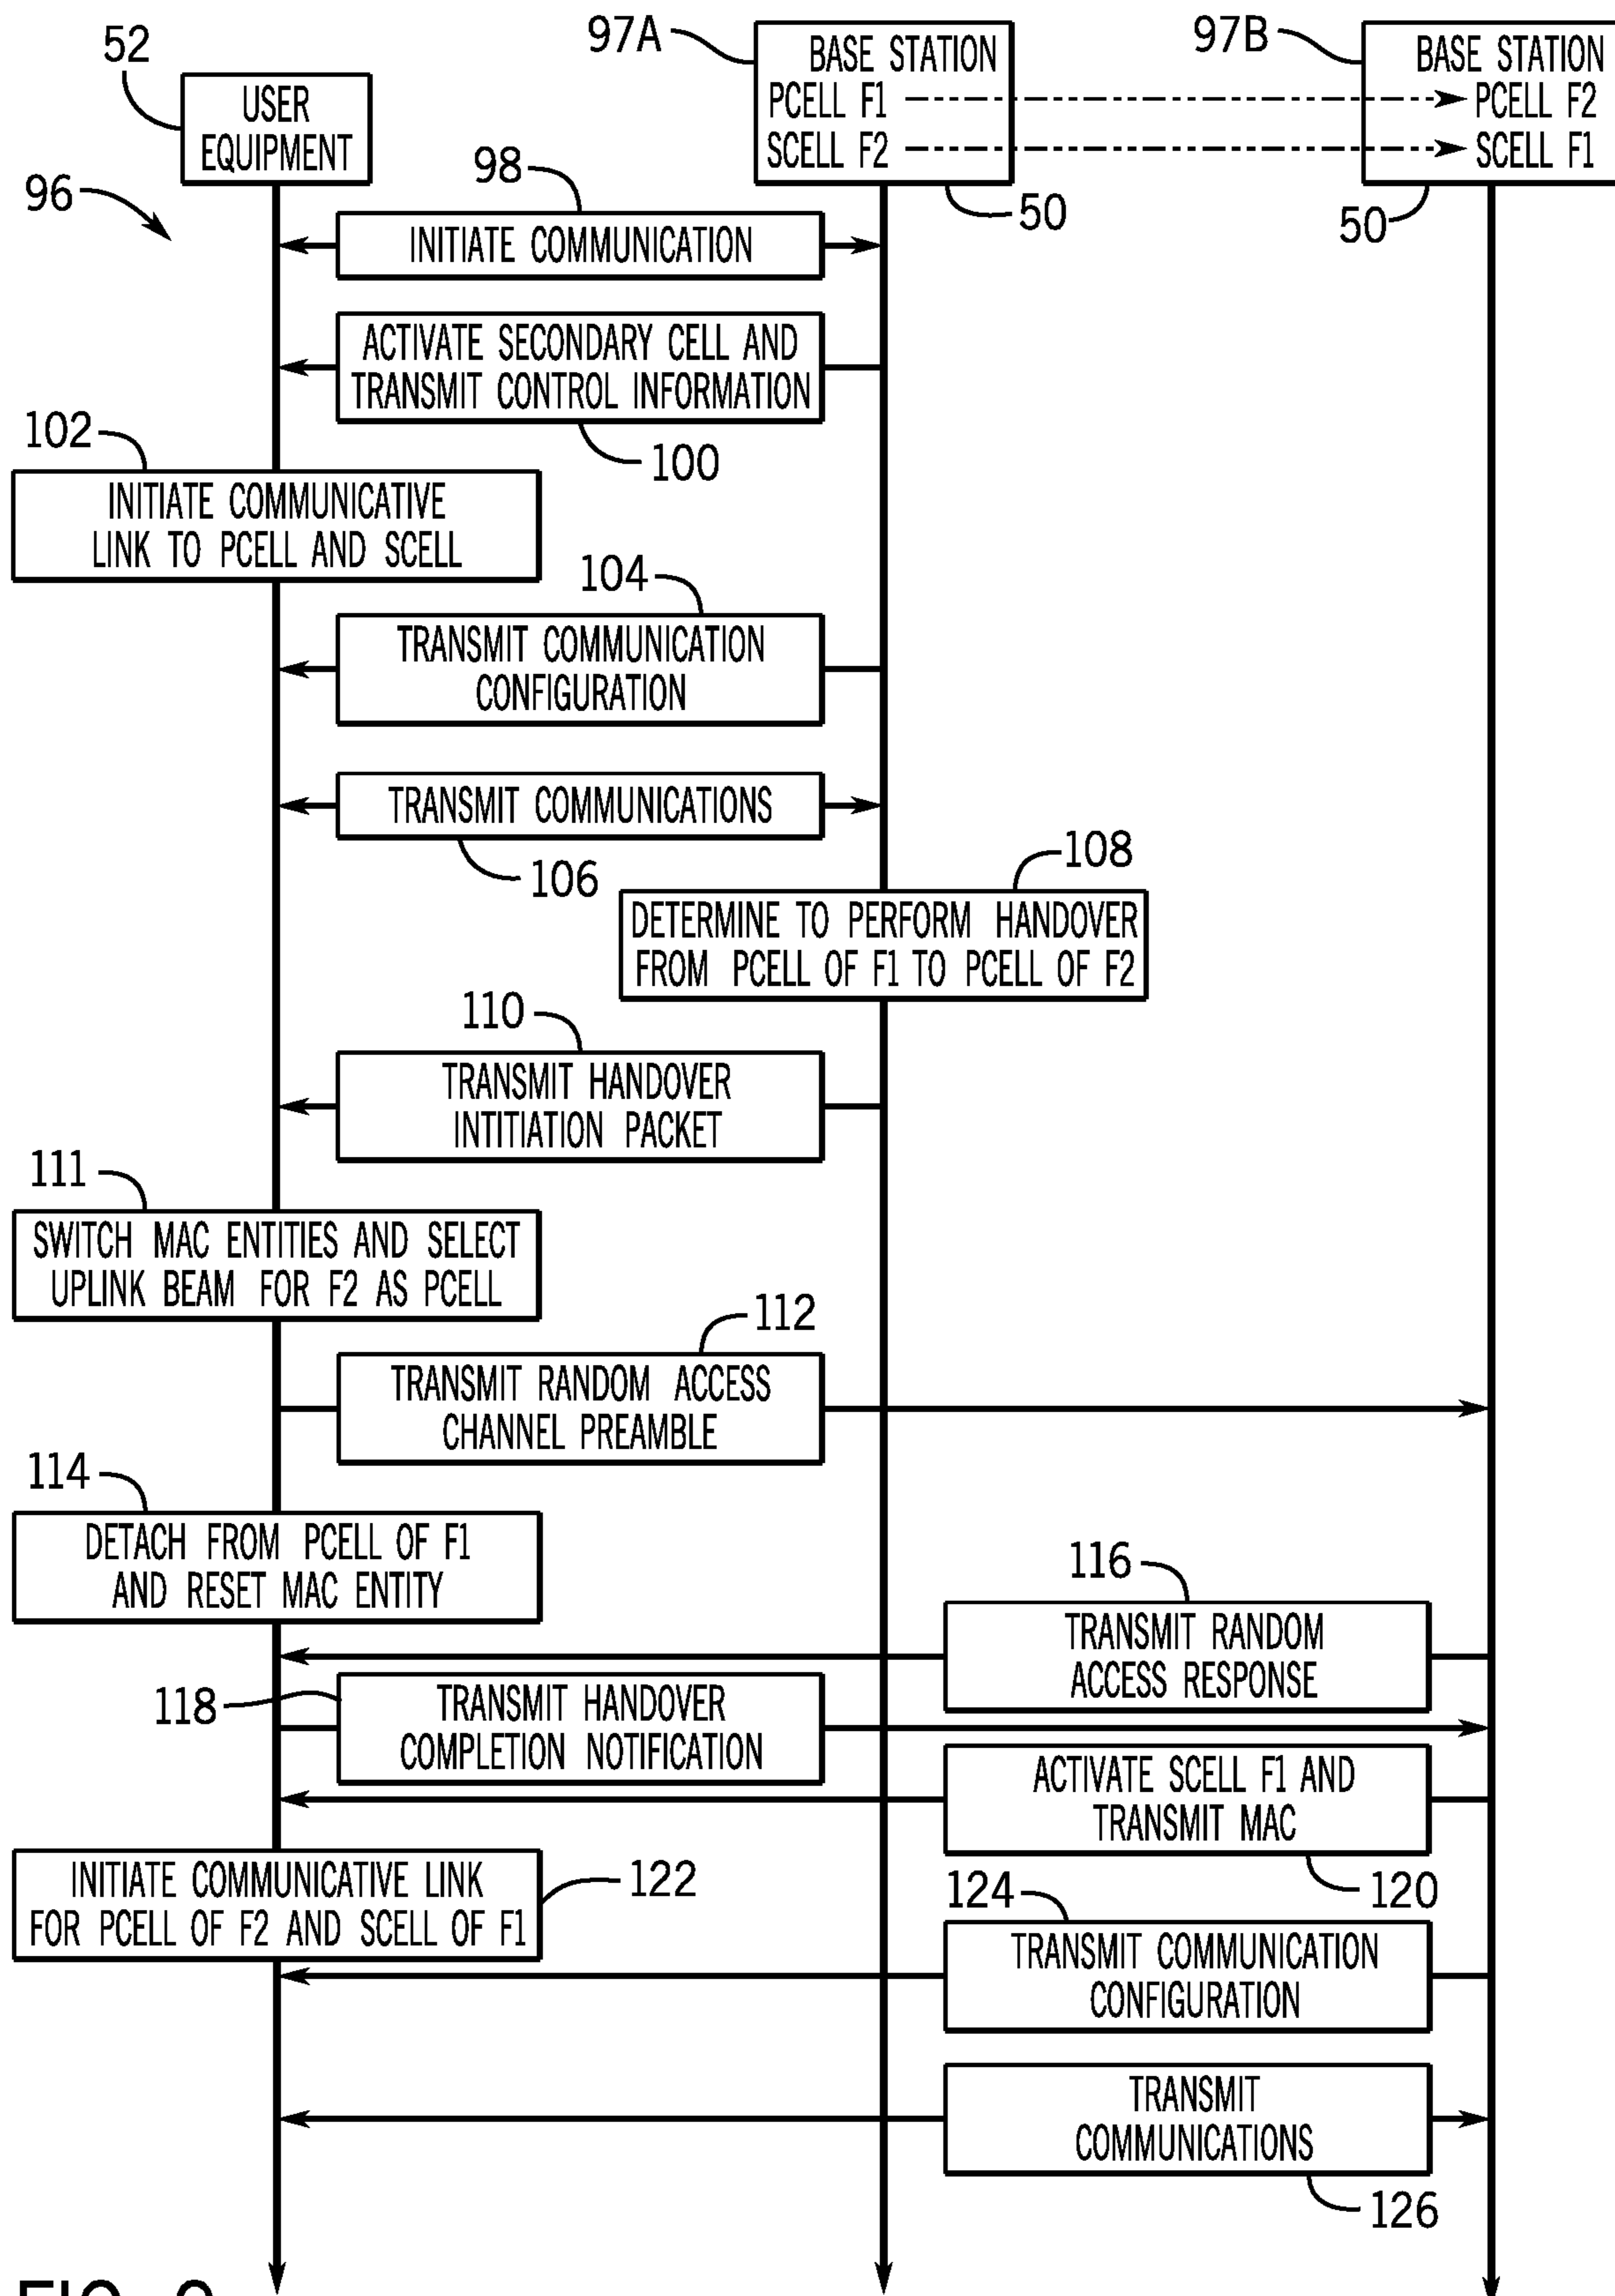 52
USER
EQUIPMENT
97A
BASE STATION
PCELL F1
SCELL F2
50
97B
BASE STATION
PCELL F2
SCELL F1
50
96
98
INITIATE COMMUNICATION
ACTIVATE SECONDARY CELL AND
TRANSMIT CONTROL INFORMATION
100
102
INITIATE COMMUNICATIVE
LINK TO PCELL AND SCELL
104
TRANSMIT COMMUNICATION
CONFIGURATION
TRANSMIT COMMUNICATIONS
106
108
DETERMINE TO PERFORM HANDOVER
FROM PCELL OF F1 TO PCELL OF F2
110
TRANSMIT HANDOVER
INTITIATION PACKET
111
SWITCH MAC ENTITIES AND SELECT
UPLINK BEAM FOR F2 AS PCELL
112
TRANSMIT RANDOM ACCESS
CHANNEL PREAMBLE
114
DETACH FROM PCELL OF F1
AND RESET MAC ENTITY
116
TRANSMIT RANDOM
ACCESS RESPONSE
118
TRANSMIT HANDOVER
COMPLETION NOTIFICATION
ACTIVATE SCELL F1 AND
TRANSMIT MAC
120
INITIATE COMMUNICATIVE LINK
FOR PCELL OF F2 AND SCELL OF F1
122
124
TRANSMIT COMMUNICATION
CONFIGURATION
TRANSMIT
COMMUNICATIONS
126